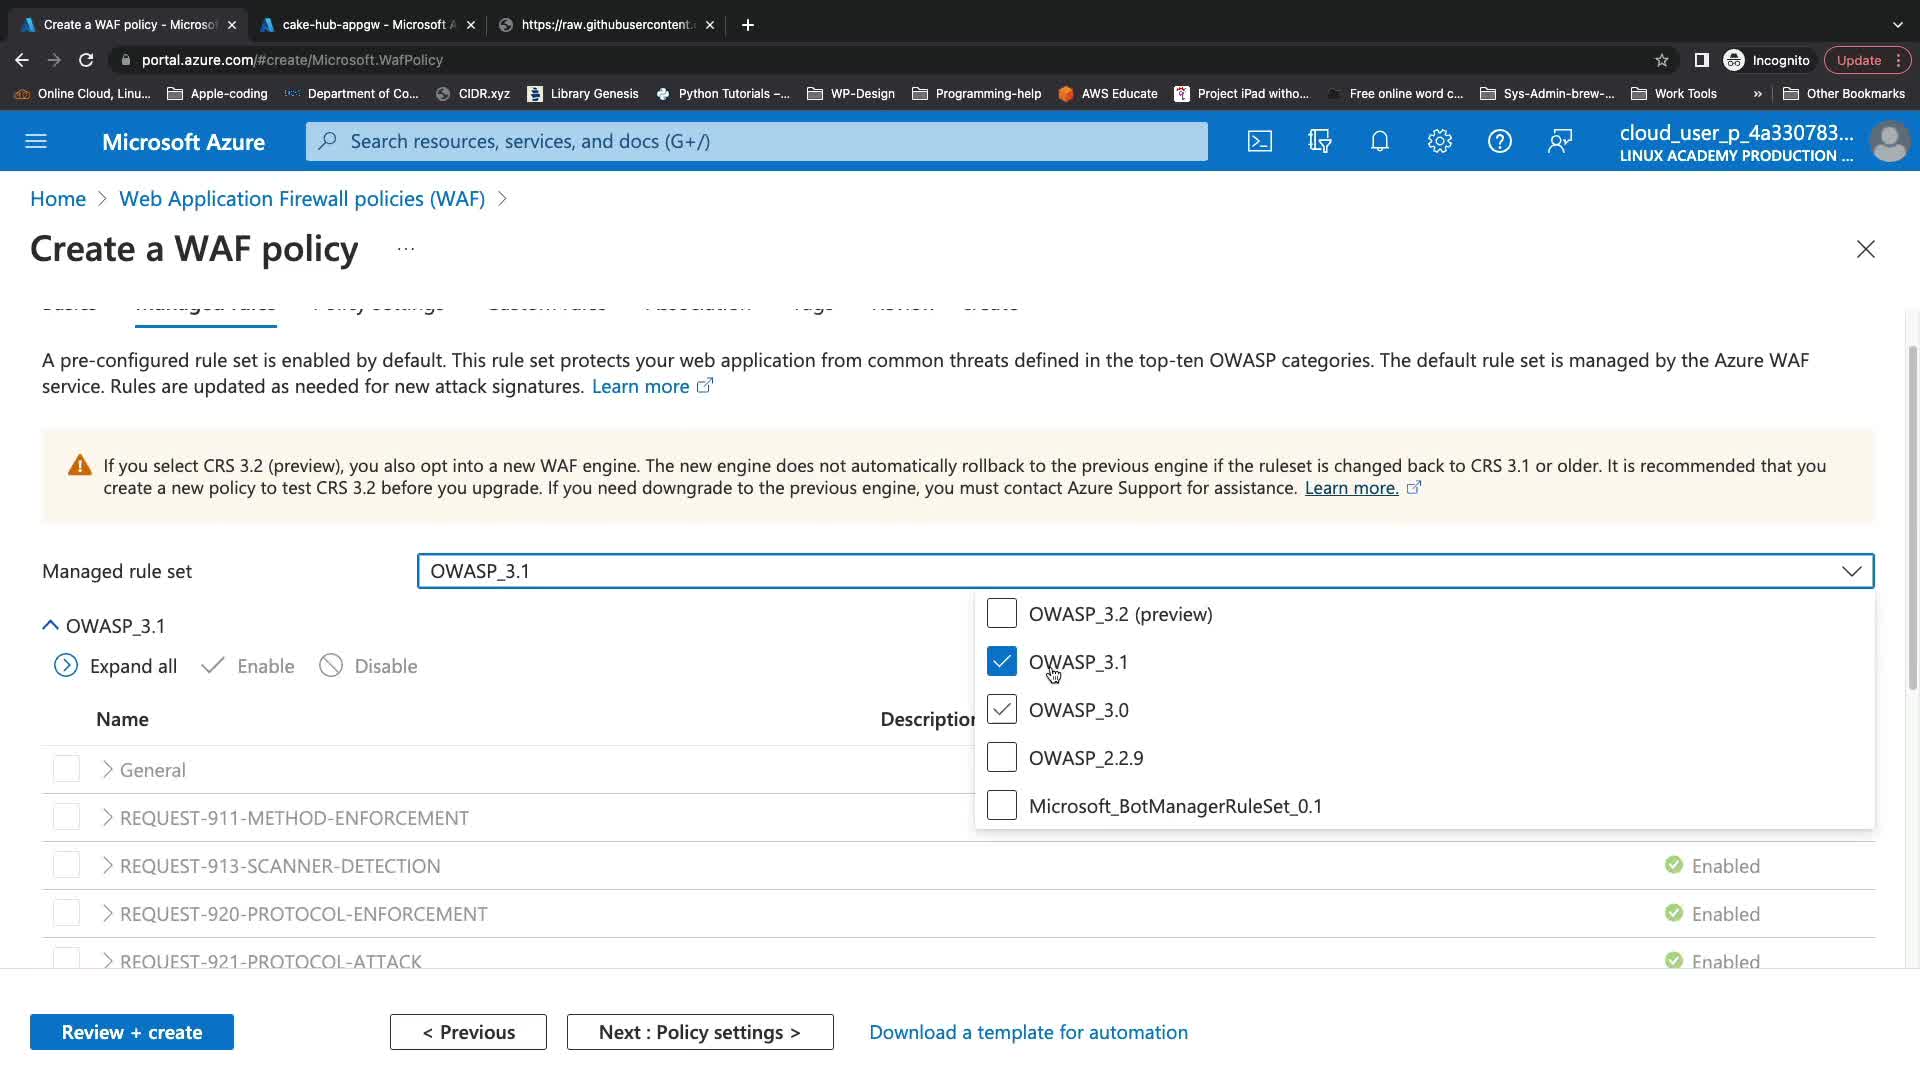 Create a WAF policy - Microso
cake-hub-appgw - Microsoft A
https://raw.githubusercontent.
portal.azure.com/#create/Microsoft.WafPolicy
Incognito
Update
Online Cloud, Linu...
Apple-coding
Department of Co...
CIDR.xyz
Library Genesis
Python Tutorials –...
WP-Design
Programming-help
AWS Educate
Project iPad witho...
Free online word c...
Sys-Admin-brew-...
Work Tools
»
Other Bookmarks
Microsoft Azure
Search resources, services, and docs (G+/)
cloud_user_p_4a330783...
LINUX ACADEMY PRODUCTION ...
Home > Web Application Firewall policies (WAF) >
Create a WAF policy ...
Basics Managed rules Policy settings Custom rules Association Tags Review + create
A pre-configured rule set is enabled by default. This rule set protects your web application from common threats defined in the top-ten OWASP categories. The default rule set is managed by the Azure WAF
service. Rules are updated as needed for new attack signatures. Learn more
If you select CRS 3.2 (preview), you also opt into a new WAF engine. The new engine does not automatically rollback to the previous engine if the ruleset is changed back to CRS 3.1 or older. It is recommended that you
create a new policy to test CRS 3.2 before you upgrade. If you need downgrade to the previous engine, you must contact Azure Support for assistance. Learn more.
Managed rule set
OWASP_3.1
OWASP_3.2 (preview)
OWASP_3.1
OWASP_3.0
OWASP_2.2.9
Microsoft_BotManagerRuleSet_0.1
OWASP_3.1
Expand all Enable Disable
Name Description
General
REQUEST-911-METHOD-ENFORCEMENT
REQUEST-913-SCANNER-DETECTION Enabled
REQUEST-920-PROTOCOL-ENFORCEMENT Enabled
REQUEST-921-PROTOCOL-ATTACK Enabled
Review + create
< Previous
Next : Policy settings >
Download a template for automation